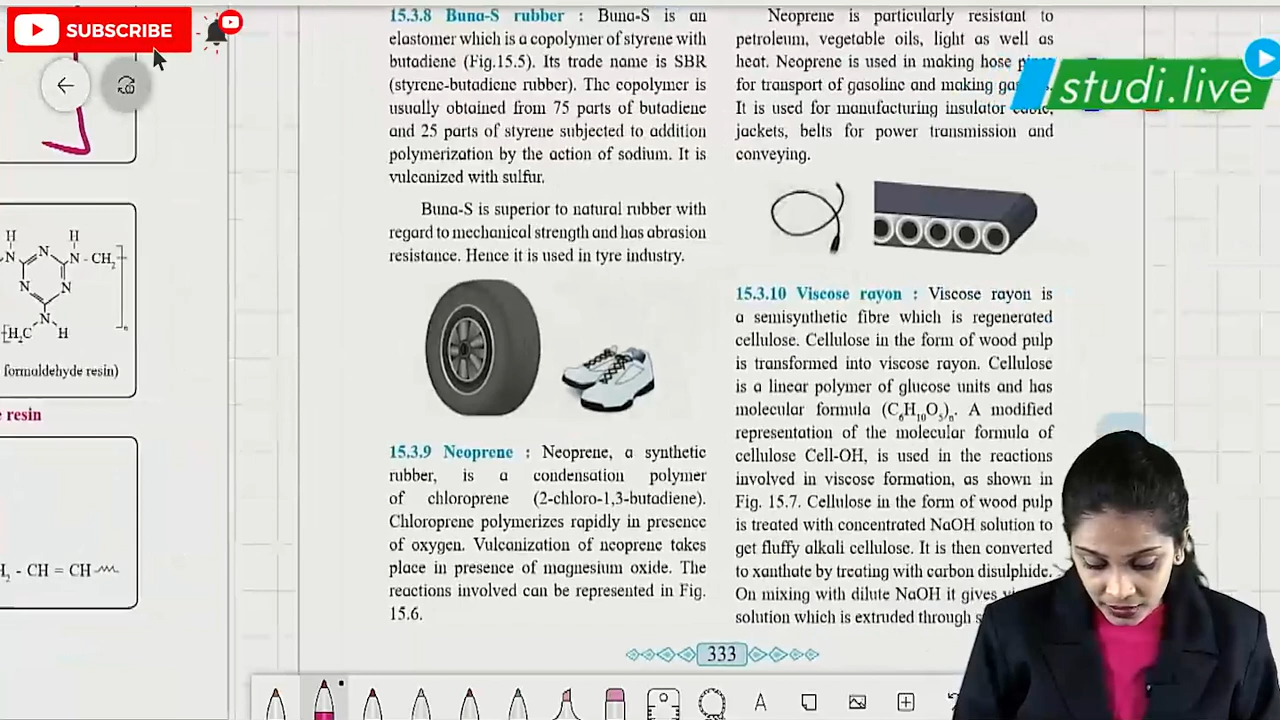 SUBSCRIBE
studi.live
H
H
N
N
N - CH
2
N
N
N
H
[H
2
C
H
n
formaldehyde resin)
resin
- CH = CH
15.3.8 Buna-S rubber : Buna-S is an
elastomer which is a copolymer of styrene with
butadiene (Fig.15.5). Its trade name is SBR
(styrene-butadiene rubber). The copolymer is
usually obtained from 75 parts of butadiene
and 25 parts of styrene subjected to addition
polymerization by the action of sodium. It is
vulcanized with sulfur.
Buna-S is superior to natural rubber with
regard to mechanical strength and has abrasion
resistance. Hence it is used in tyre industry.
15.3.9 Neoprene : Neoprene, a synthetic
rubber, is a condensation polymer
of chloroprene (2-chloro-1,3-butadiene).
Chloroprene polymerizes rapidly in presence
of oxygen. Vulcanization of neoprene takes
place in presence of magnesium oxide. The
reactions involved can be represented in Fig.
15.6.
Neoprene is particularly resistant to
petroleum, vegetable oils, light as well as
heat. Neoprene is used in making hose
for transport of gasoline and making
It is used for manufacturing insulator
jackets, belts for power transmission and
conveying.
15.3.10 Viscose rayon : Viscose rayon is
a semisynthetic fibre which is regenerated
cellulose. Cellulose in the form of wood pulp
is transformed into viscose rayon. Cellulose
is a linear polymer of glucose units and has
molecular formula (C₆H₁₀O₅)ₙ. A modified
representation of the molecular formula of
cellulose Cell-OH, is used in the reactions
involved in viscose formation, as shown in
Fig. 15.7. Cellulose in the form of wood pulp
is treated with concentrated NaOH solution to
get fluffy alkali cellulose. It is then converted
to xanthate by treating with carbon disulphide.
On mixing with dilute NaOH it gives
solution which is extruded through
333
A